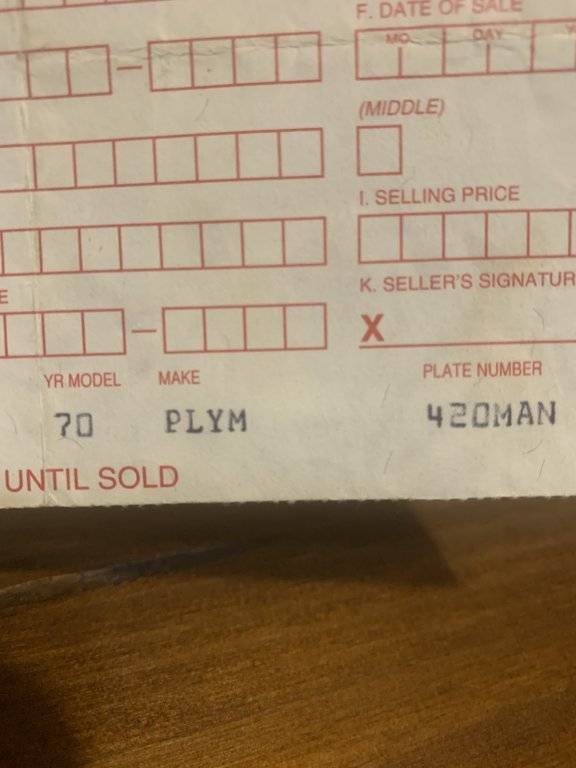 F. DATE OF SALE
MO. DAY Y
(MIDDLE)
I. SELLING PRICE
E
K. SELLER'S SIGNATUR
X
YR MODEL MAKE PLATE NUMBER
70 PLYM 420MAN
UNTIL SOLD